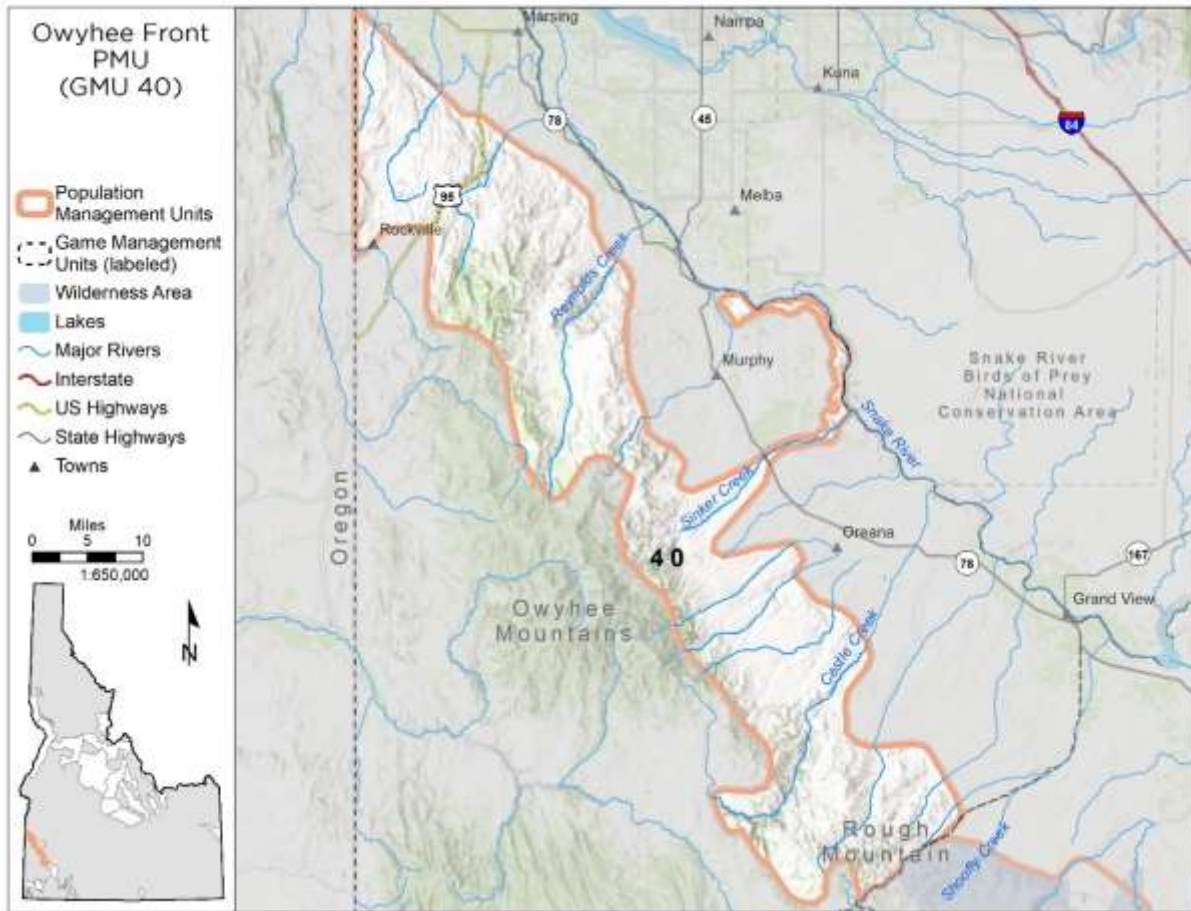 Owyhee Front
PMU
(GMU 40)
Population
Management Units
Game Management
Units (labeled)
Wilderness Area
Lakes
Major Rivers
Interstate
US Highways
State Highways
Towns
Miles
0 5 10
1:650,000
N
Marsing
Nampa
Kuna
78
45
84
95
Melba
Rockville
Reynolds Creek
Murphy
Snake River
Birds of Prey
National
Conservation Area
Snake River
Oregon
Sinker Creek
Oreana
40
78
167
Grand View
Owyhee
Mountains
Castle Creek
Rough
Mountain
Shoofly Creek